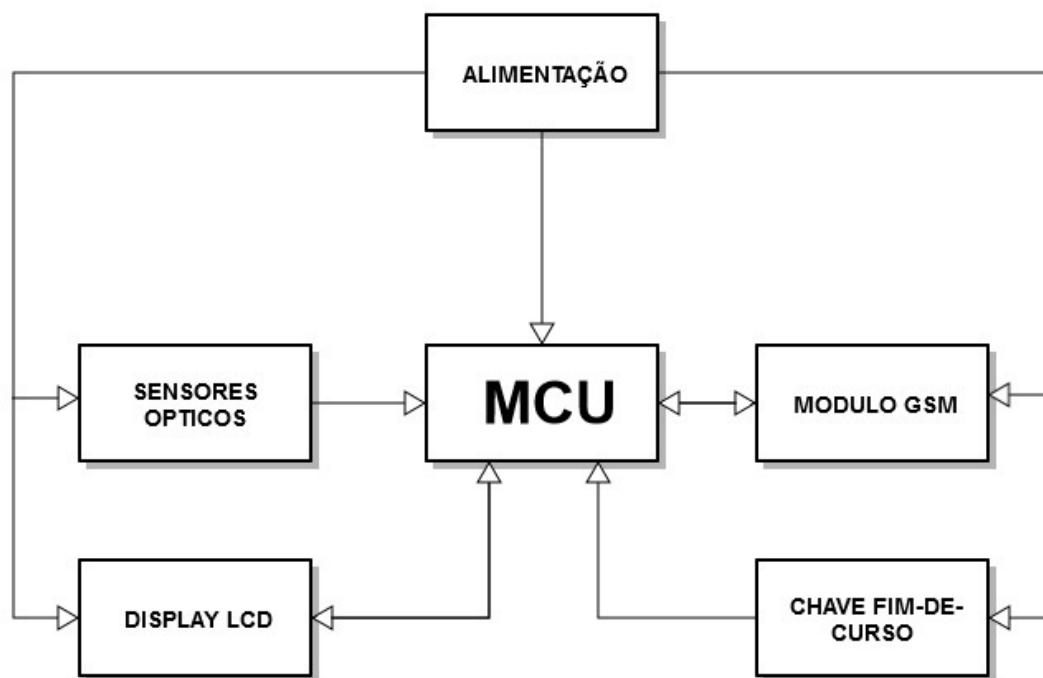 ALIMENTAÇÃO
SENSORES
OPTICOS
MCU
MODULO GSM
DISPLAY LCD
CHAVE FIM-DE-
CURSO